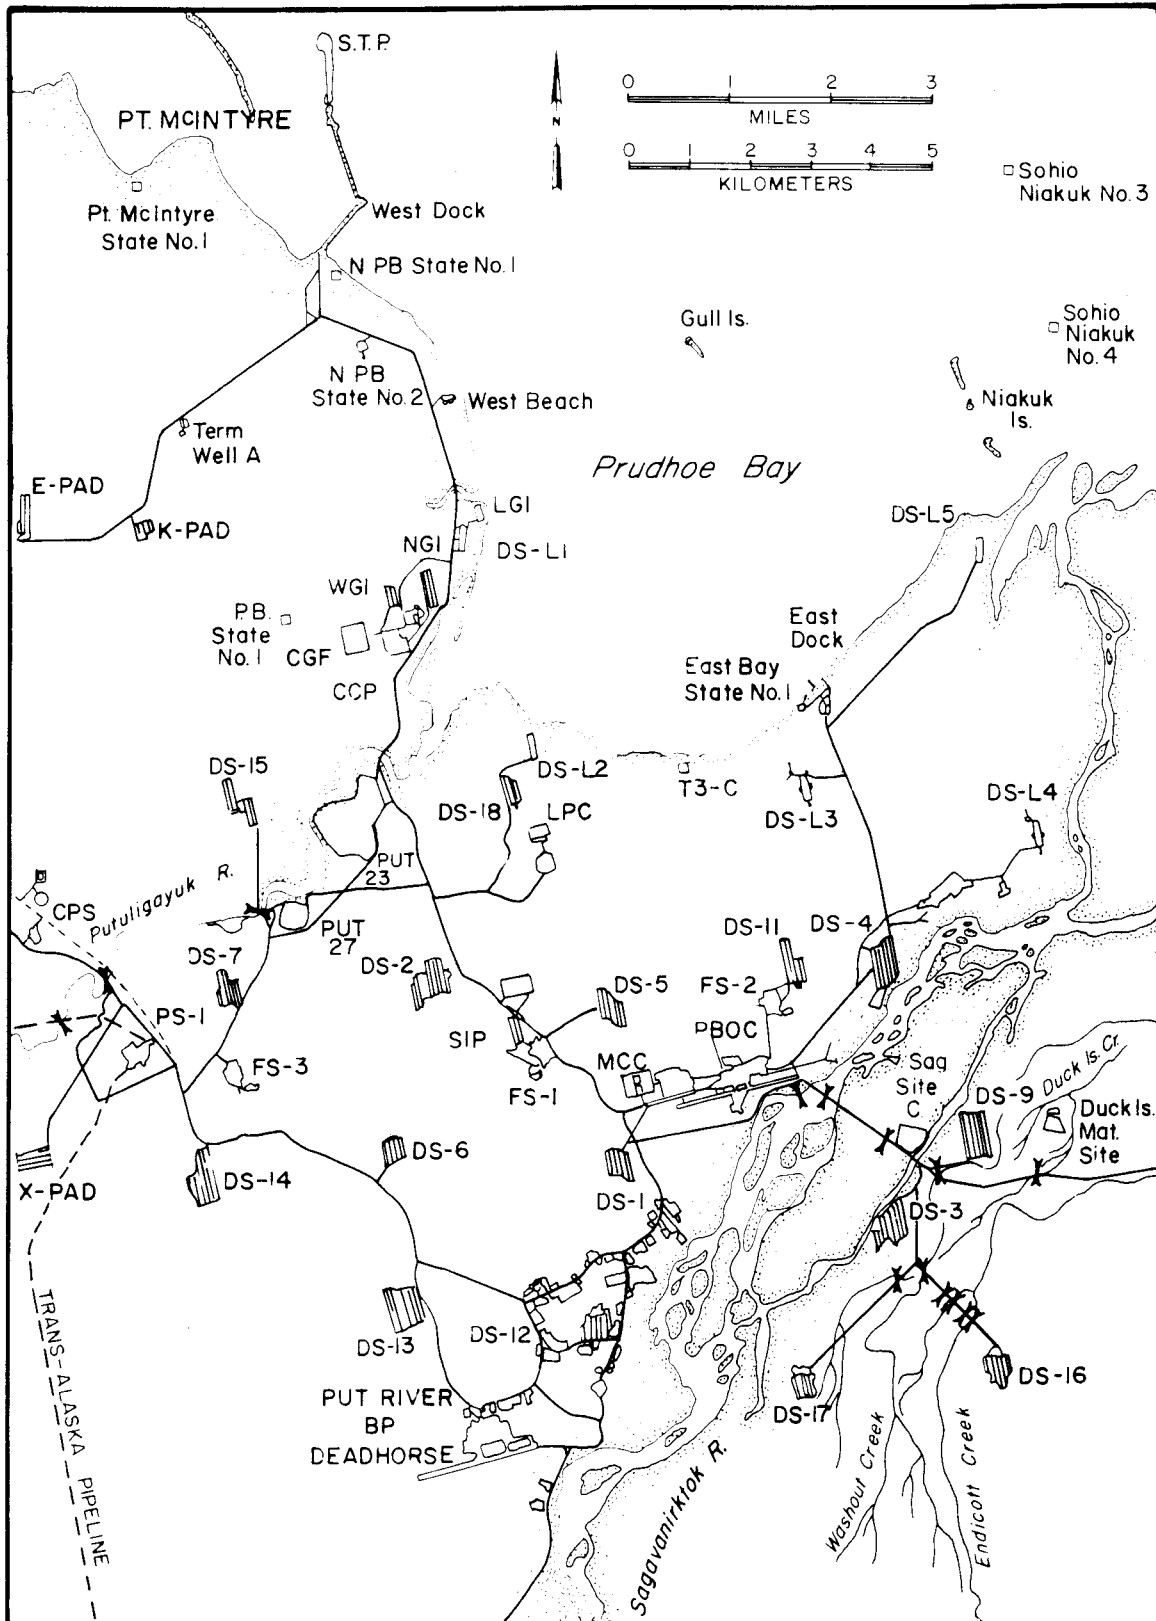 S.T.P.
0 1 2 3
MILES
PT. McINTYRE
N
0 1 2 3 4 5
KILOMETERS
Sohio
Niakuk No. 3
Pt. McIntyre
State No. 1
West Dock
N PB State No. 1
Gull Is.
Sohio
Niakuk
No. 4
N PB
State No. 2
West Beach
Niakuk
Is.
Term
Well A
Prudhoe Bay
E-PAD
K-PAD
LGI
DS-L5
NGI
DS-L1
WGI
P.B.
State
No. 1
CGF
East
Dock
CCP
East Bay
State No. 1
DS-15
DS-L2
T3-C
DS-18
LPC
DS-L3
DS-L4
PUT
23
Putuligayuk R.
CPS
PUT
27
DS-7
DS-2
DS-11
DS-4
PS-1
DS-5
FS-2
SIP
PBOC
FS-3
FS-1
MCC
Sag
Site
C
Duck Is. Cr.
DS-9
Duck Is.
Mat.
Site
DS-6
X-PAD
DS-14
DS-1
DS-3
TRANS-ALASKA PIPELINE
DS-13
DS-12
DS-16
DS-17
PUT RIVER
BP
DEADHORSE
Sagavanirktok R.
Washout Creek
Endicott Creek